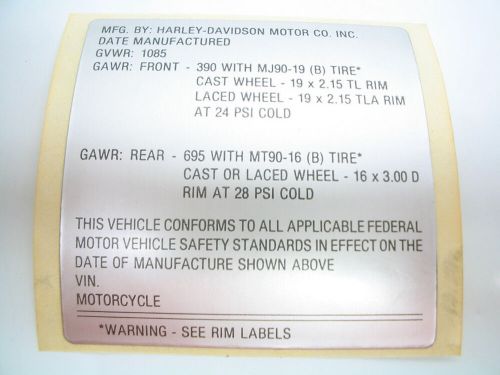 MFG. BY: HARLEY-DAVIDSON MOTOR CO. INC.
DATE MANUFACTURED
GVWR: 1085
GAWR: FRONT - 390 WITH MJ90-19 (B) TIRE*
CAST WHEEL - 19 x 2.15 TL RIM
LACED WHEEL - 19 x 2.15 TLA RIM
AT 24 PSI COLD
GAWR: REAR - 695 WITH MT90-16 (B) TIRE*
CAST OR LACED WHEEL - 16 x 3.00 D
RIM AT 28 PSI COLD
THIS VEHICLE CONFORMS TO ALL APPLICABLE FEDERAL
MOTOR VEHICLE SAFETY STANDARDS IN EFFECT ON THE
DATE OF MANUFACTURE SHOWN ABOVE
VIN.
MOTORCYCLE
*WARNING - SEE RIM LABELS